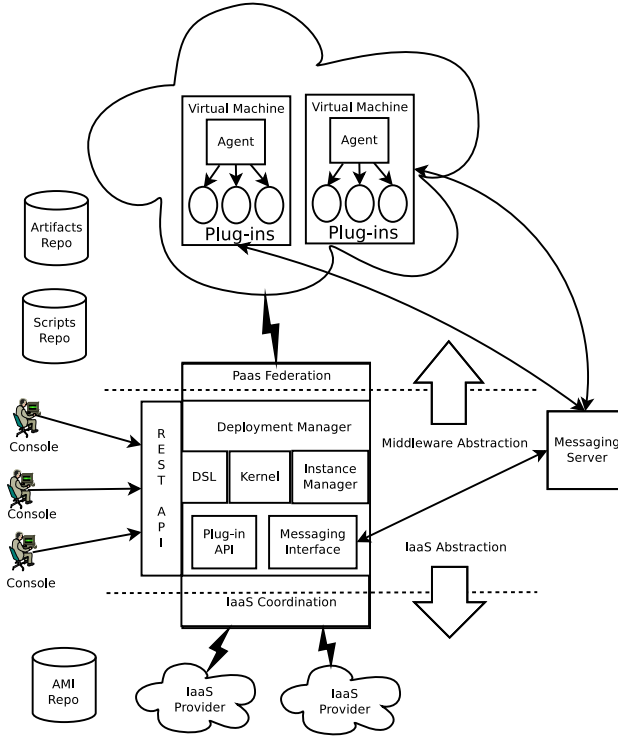 Virtual Machine
Agent
Plug-ins
Virtual Machine
Agent
Plug-ins
Artifacts
Repo
Scripts
Repo
Paas Federation
Console
Console
Console
REST API
Deployment Manager
DSL
Kernel
Instance
Manager
Plug-in
API
Messaging
Interface
Middleware Abstraction
Messaging
Server
IaaS Abstraction
IaaS Coordination
AMI
Repo
IaaS
Provider
IaaS
Provider